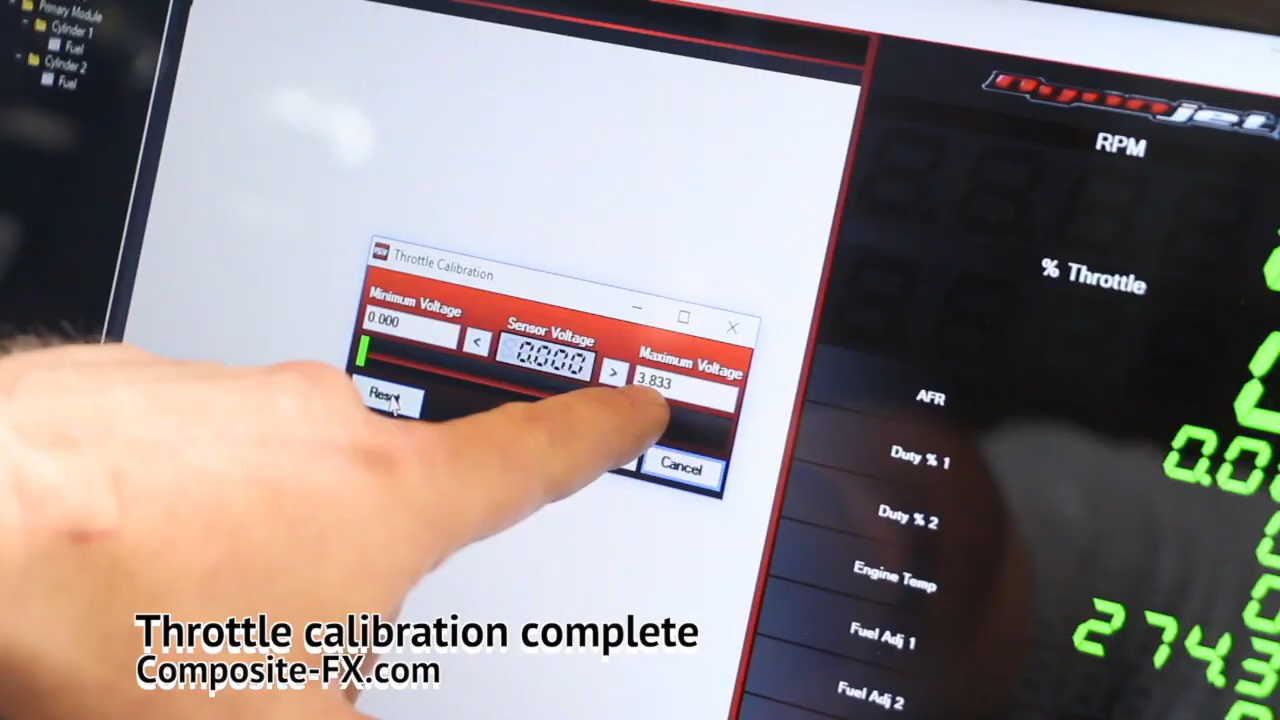 Primary Module
Cylinder 1
Fuel
Cylinder 2
Fuel
Dynojet
RPM
% Throttle
Throttle Calibration
Minimum Voltage
0.000
<
Sensor Voltage
0.000
>
Maximum Voltage
3.833
Reset
Cancel
AFR
Duty % 1
Duty % 2
Engine Temp
Fuel Adj 1
Fuel Adj 2
Throttle calibration complete
Composite-FX.com